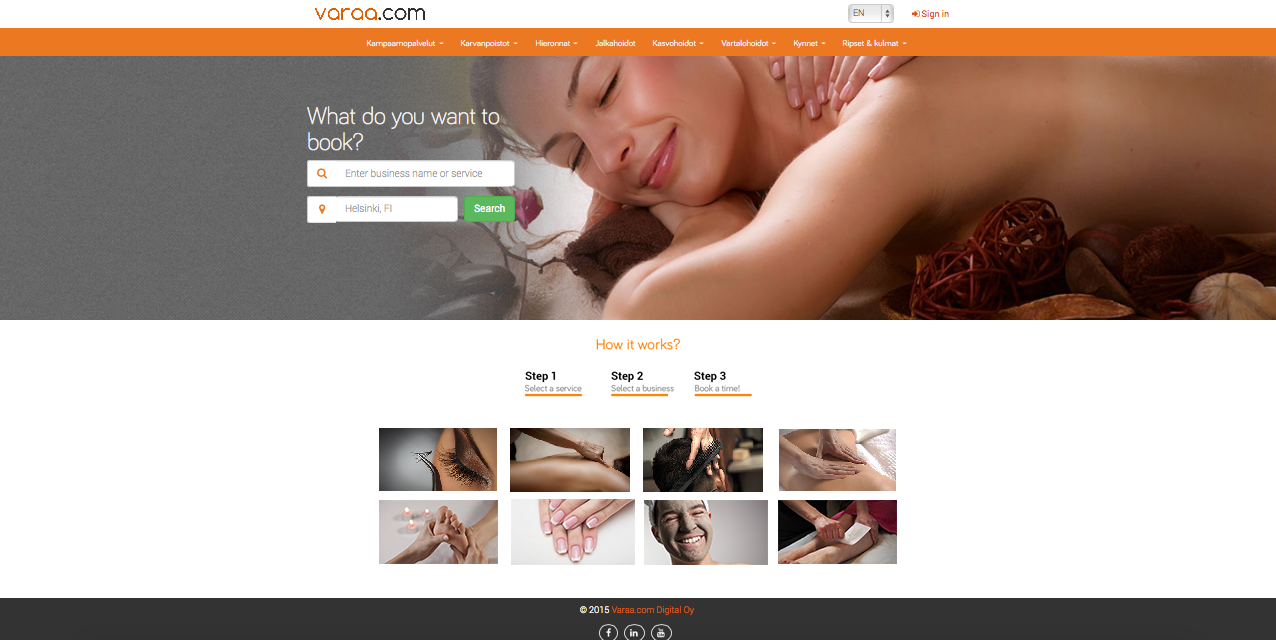 varaa.com
EN
Sign in
Kampaamopalvelut Karvanpoistot Hieronnat Jalkahoidot Kasvohoidot Vartalohoidot Kynnet Ripset & kulmat
What do you want to
book?
Enter business name or service
Helsinki, FI
Search
How it works?
Step 1 Step 2 Step 3
Select a service Select a business Book a time!
© 2015 Varaa.com Digital Oy